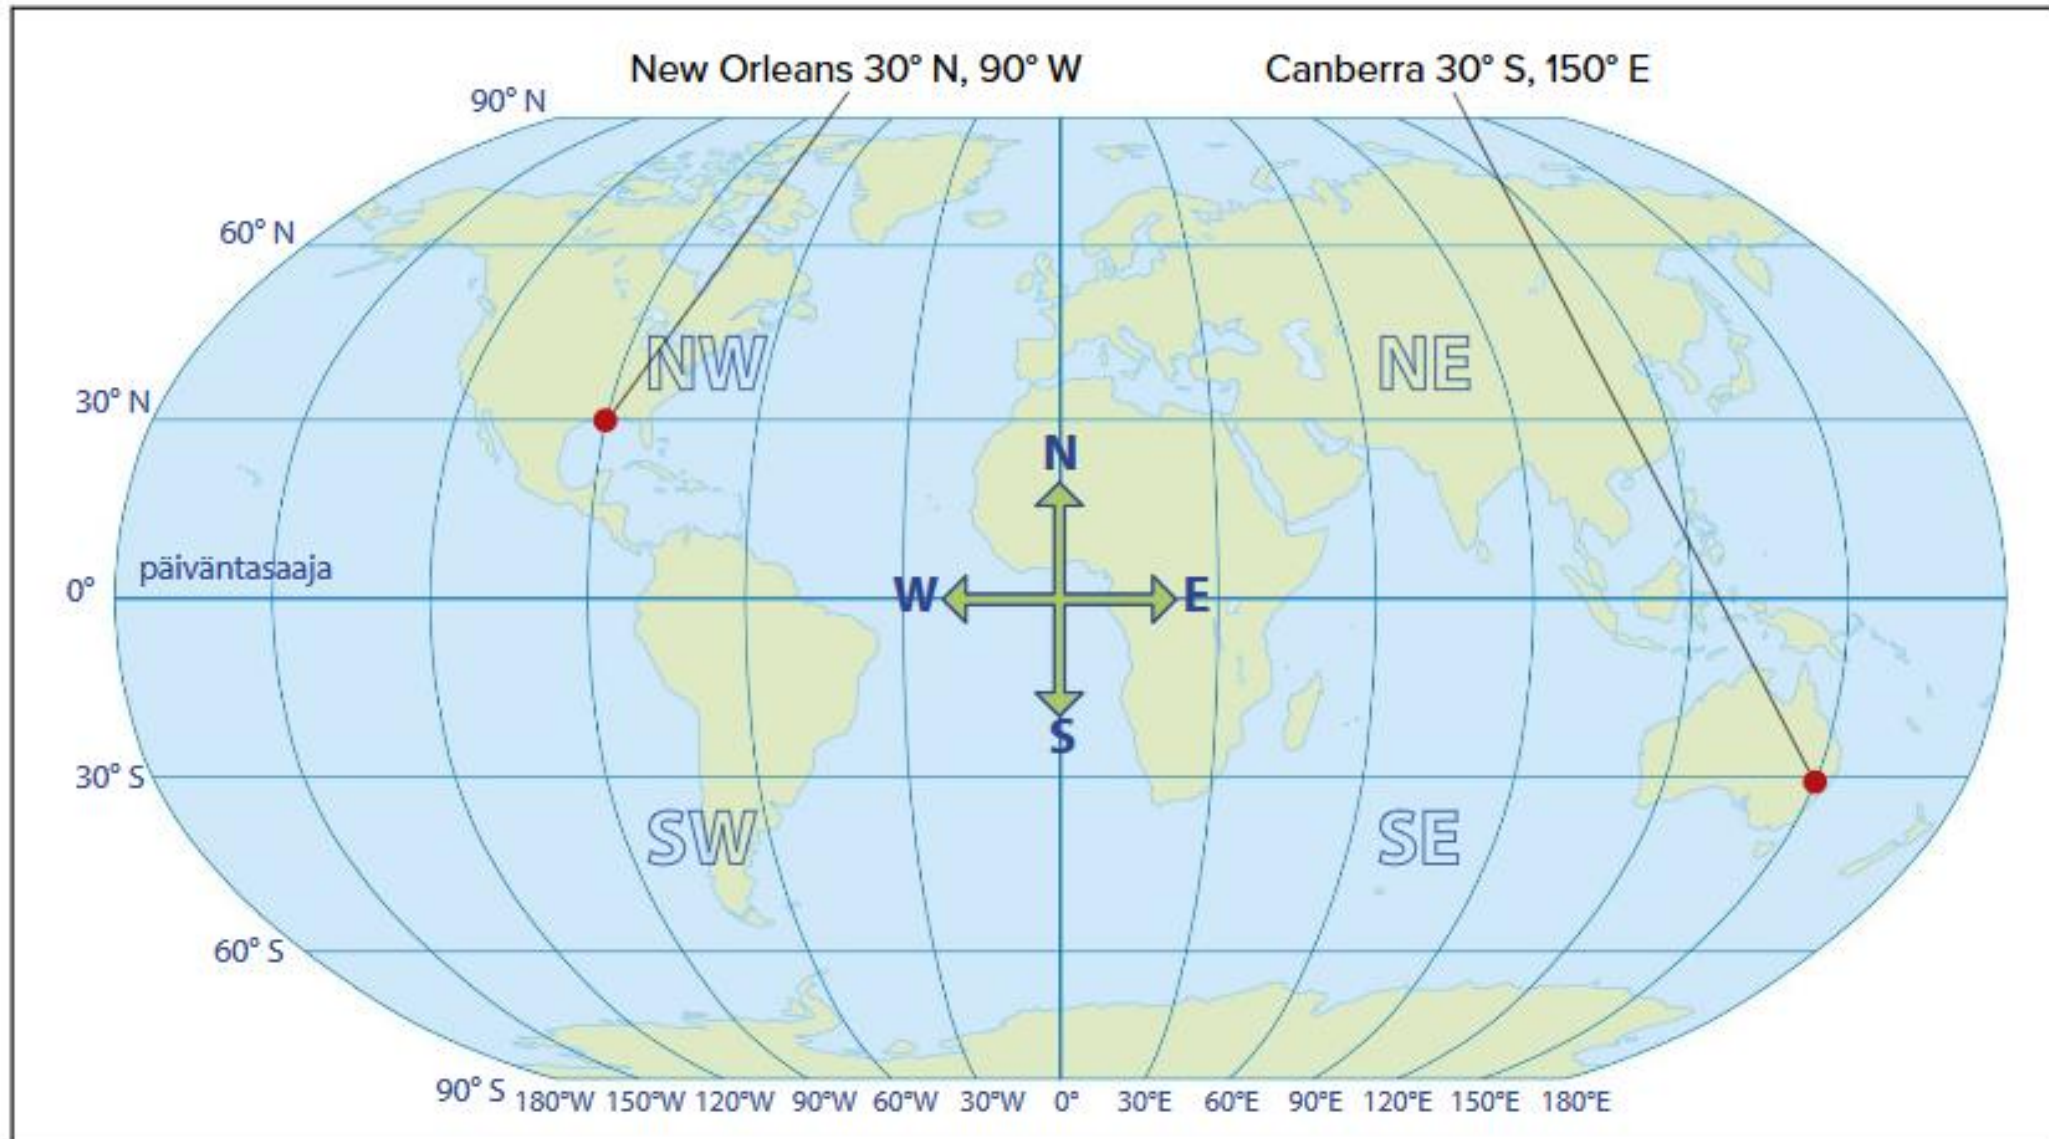 New Orleans 30° N, 90° W
Canberra 30° S, 150° E
90° N
60° N
NW
NE
30° N
N
päiväntasaaja
0°
W
E
S
30° S
SW
SE
60° S
90° S
180°W 150°W 120°W 90°W 60°W 30°W 0° 30°E 60°E 90°E 120°E 150°E 180°E